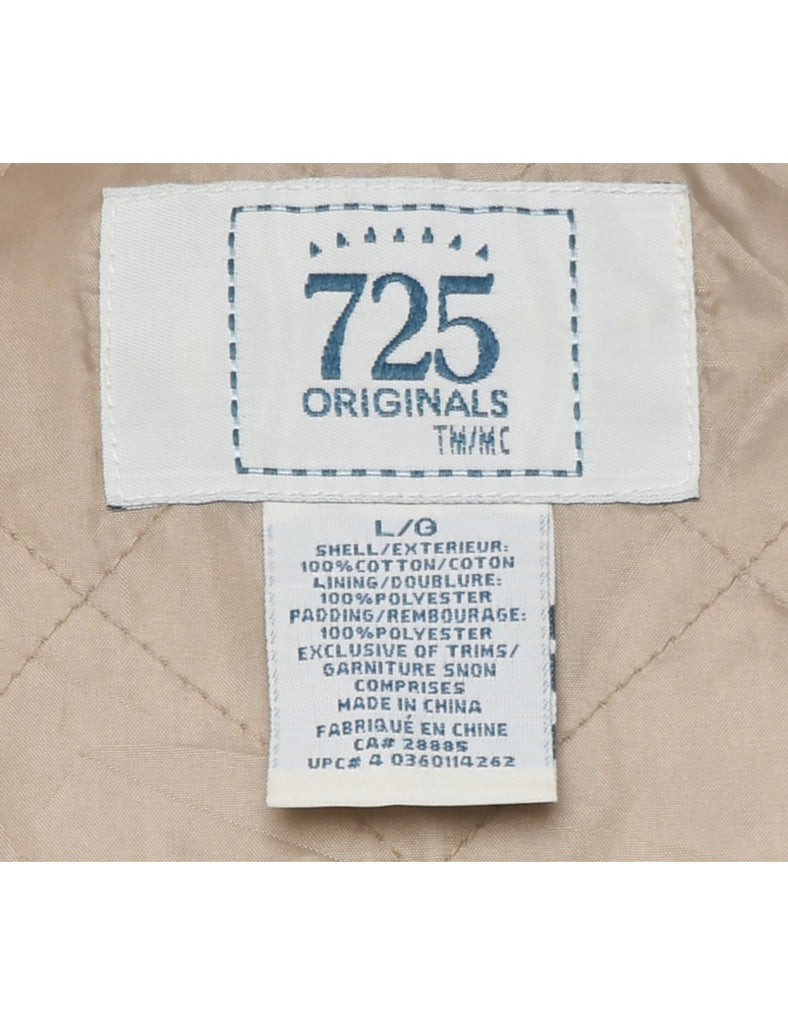 725
ORIGINALS
TM/MC
L/G
SHELL/EXTERIEUR:
100%COTTON/COTON
LINING/DOUBLURE:
100%POLYESTER
PADDING/REMBOURAGE:
100%POLYESTER
EXCLUSIVE OF TRIMS/
GARNITURE SNON
COMPRISES
MADE IN CHINA
FABRIQUÉ EN CHINE
CA# 28885
UPC# 4 0360114262